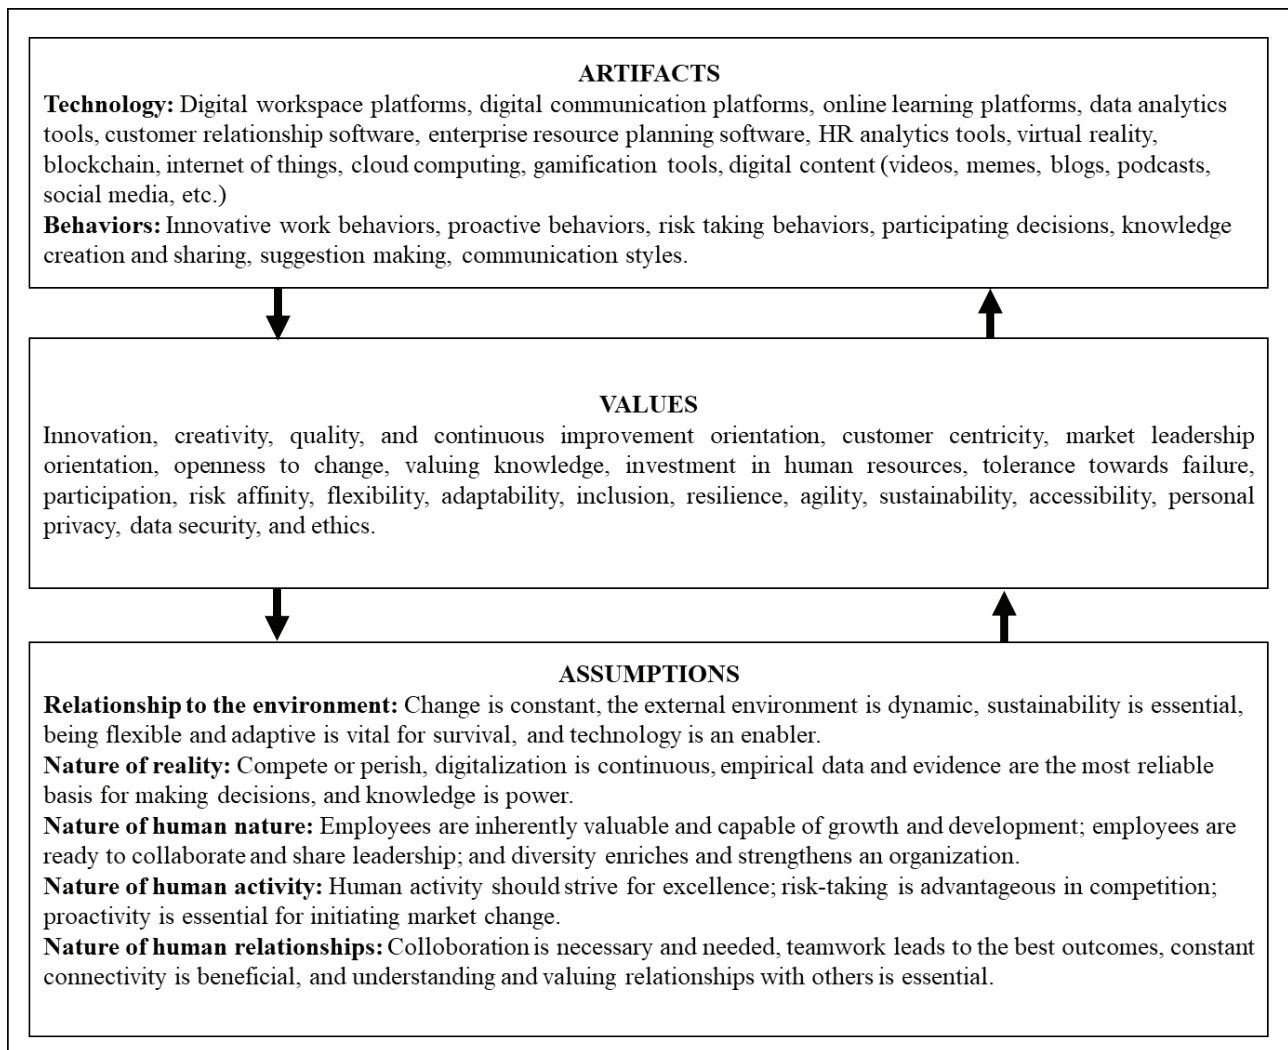 ARTIFACTS
Technology: Digital workspace platforms, digital communication platforms, online learning platforms, data analytics
tools, customer relationship software, enterprise resource planning software, HR analytics tools, virtual reality,
blockchain, internet of things, cloud computing, gamification tools, digital content (videos, memes, blogs, podcasts,
social media, etc.)
Behaviors: Innovative work behaviors, proactive behaviors, risk taking behaviors, participating decisions, knowledge
creation and sharing, suggestion making, communication styles.
VALUES
Innovation, creativity, quality, and continuous improvement orientation, customer centricity, market leadership
orientation, openness to change, valuing knowledge, investment in human resources, tolerance towards failure,
participation, risk affinity, flexibility, adaptability, inclusion, resilience, agility, sustainability, accessibility, personal
privacy, data security, and ethics.
ASSUMPTIONS
Relationship to the environment: Change is constant, the external environment is dynamic, sustainability is essential,
being flexible and adaptive is vital for survival, and technology is an enabler.
Nature of reality: Compete or perish, digitalization is continuous, empirical data and evidence are the most reliable
basis for making decisions, and knowledge is power.
Nature of human nature: Employees are inherently valuable and capable of growth and development; employees are
ready to collaborate and share leadership; and diversity enriches and strengthens an organization.
Nature of human activity: Human activity should strive for excellence; risk-taking is advantageous in competition;
proactivity is essential for initiating market change.
Nature of human relationships: Colloboration is necessary and needed, teamwork leads to the best outcomes, constant
connectivity is beneficial, and understanding and valuing relationships with others is essential.